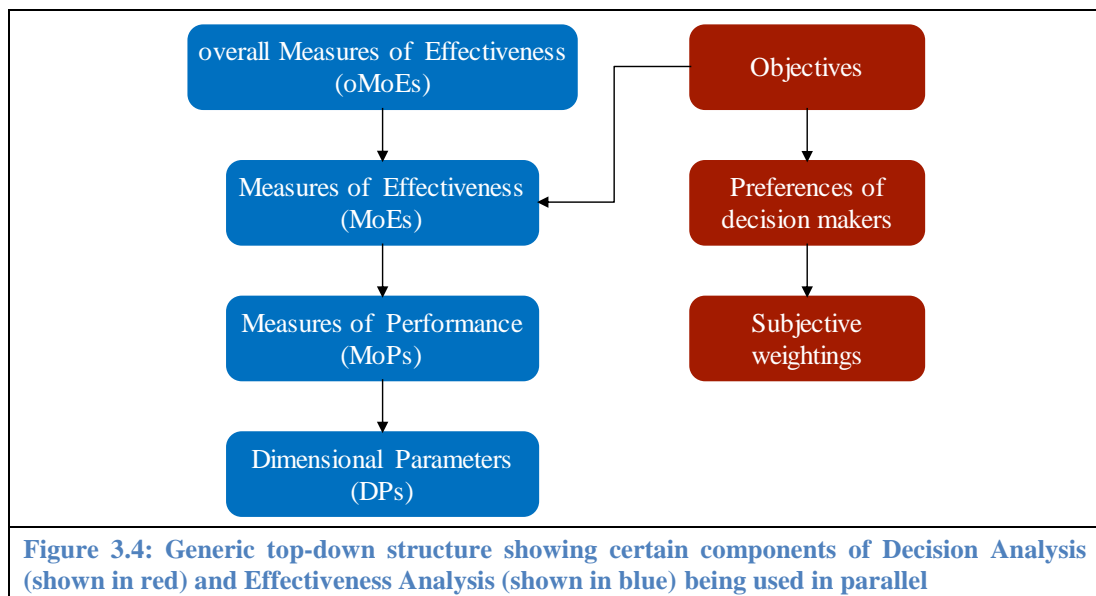 overall Measures of Effectiveness
(oMoEs)
Objectives
Measures of Effectiveness
(MoEs)
Preferences of
decision makers
Measures of Performance
(MoPs)
Subjective
weightings
Dimensional Parameters
(DPs)
Figure 3.4: Generic top-down structure showing certain components of Decision Analysis
(shown in red) and Effectiveness Analysis (shown in blue) being used in parallel